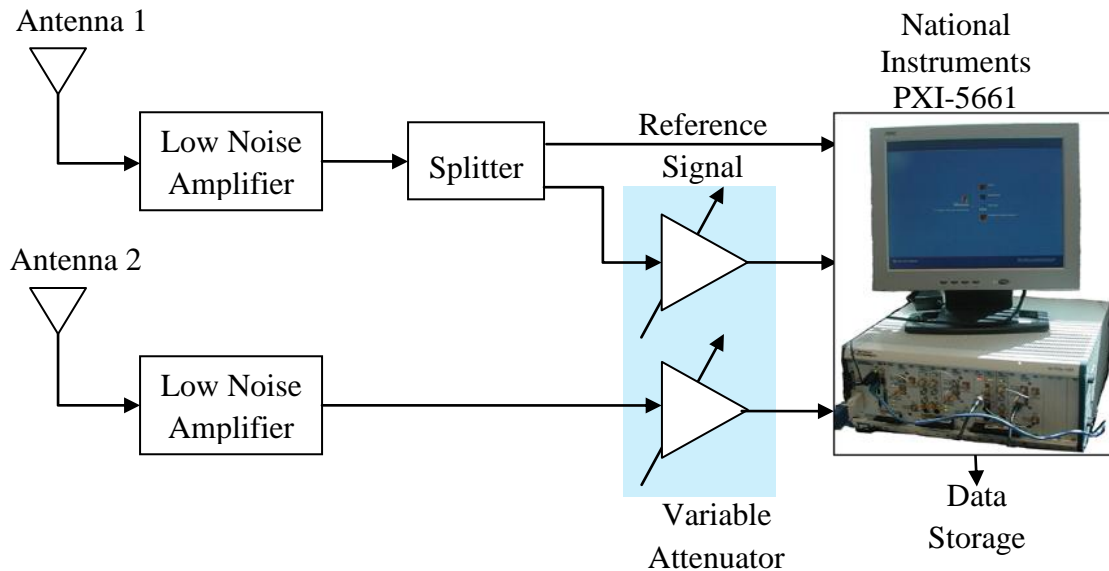 Antenna 1
National
Instruments
PXI-5661
Low Noise
Amplifier
Splitter
Reference
Signal
Antenna 2
Low Noise
Amplifier
Variable
Attenuator
Data
Storage